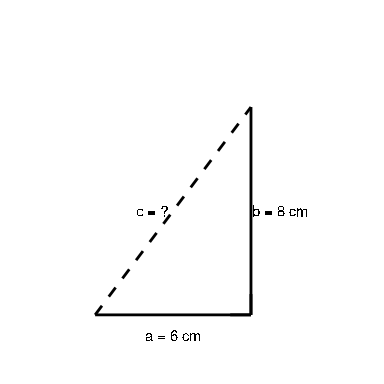 c = ?
b = 8 cm
a = 6 cm